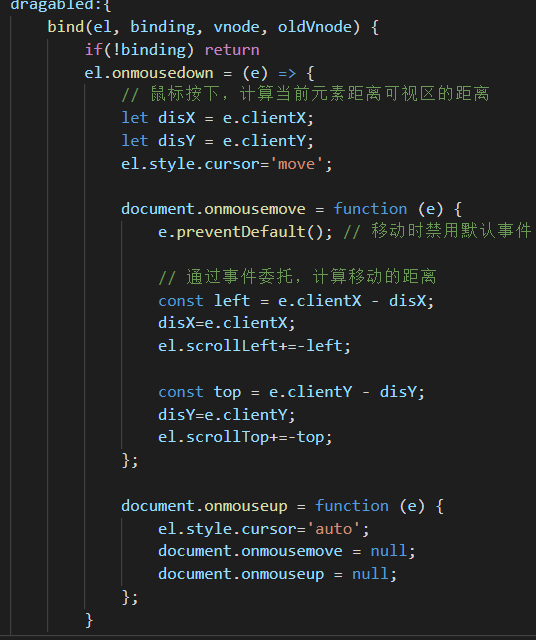 dragabled:{
bind(el, binding, vnode, oldVnode) {
if(!binding) return
el.onmousedown = (e) => {
// 鼠标按下，计算当前元素距离可视区的距离
let disX = e.clientX;
let disY = e.clientY;
el.style.cursor='move';
document.onmousemove = function (e) {
e.preventDefault(); // 移动时禁用默认事件
// 通过事件委托，计算移动的距离
const left = e.clientX - disX;
disX=e.clientX;
el.scrollLeft+=-left;
const top = e.clientY - disY;
disY=e.clientY;
el.scrollTop+=-top;
};
document.onmouseup = function (e) {
el.style.cursor='auto';
document.onmousemove = null;
document.onmouseup = null;
};
}